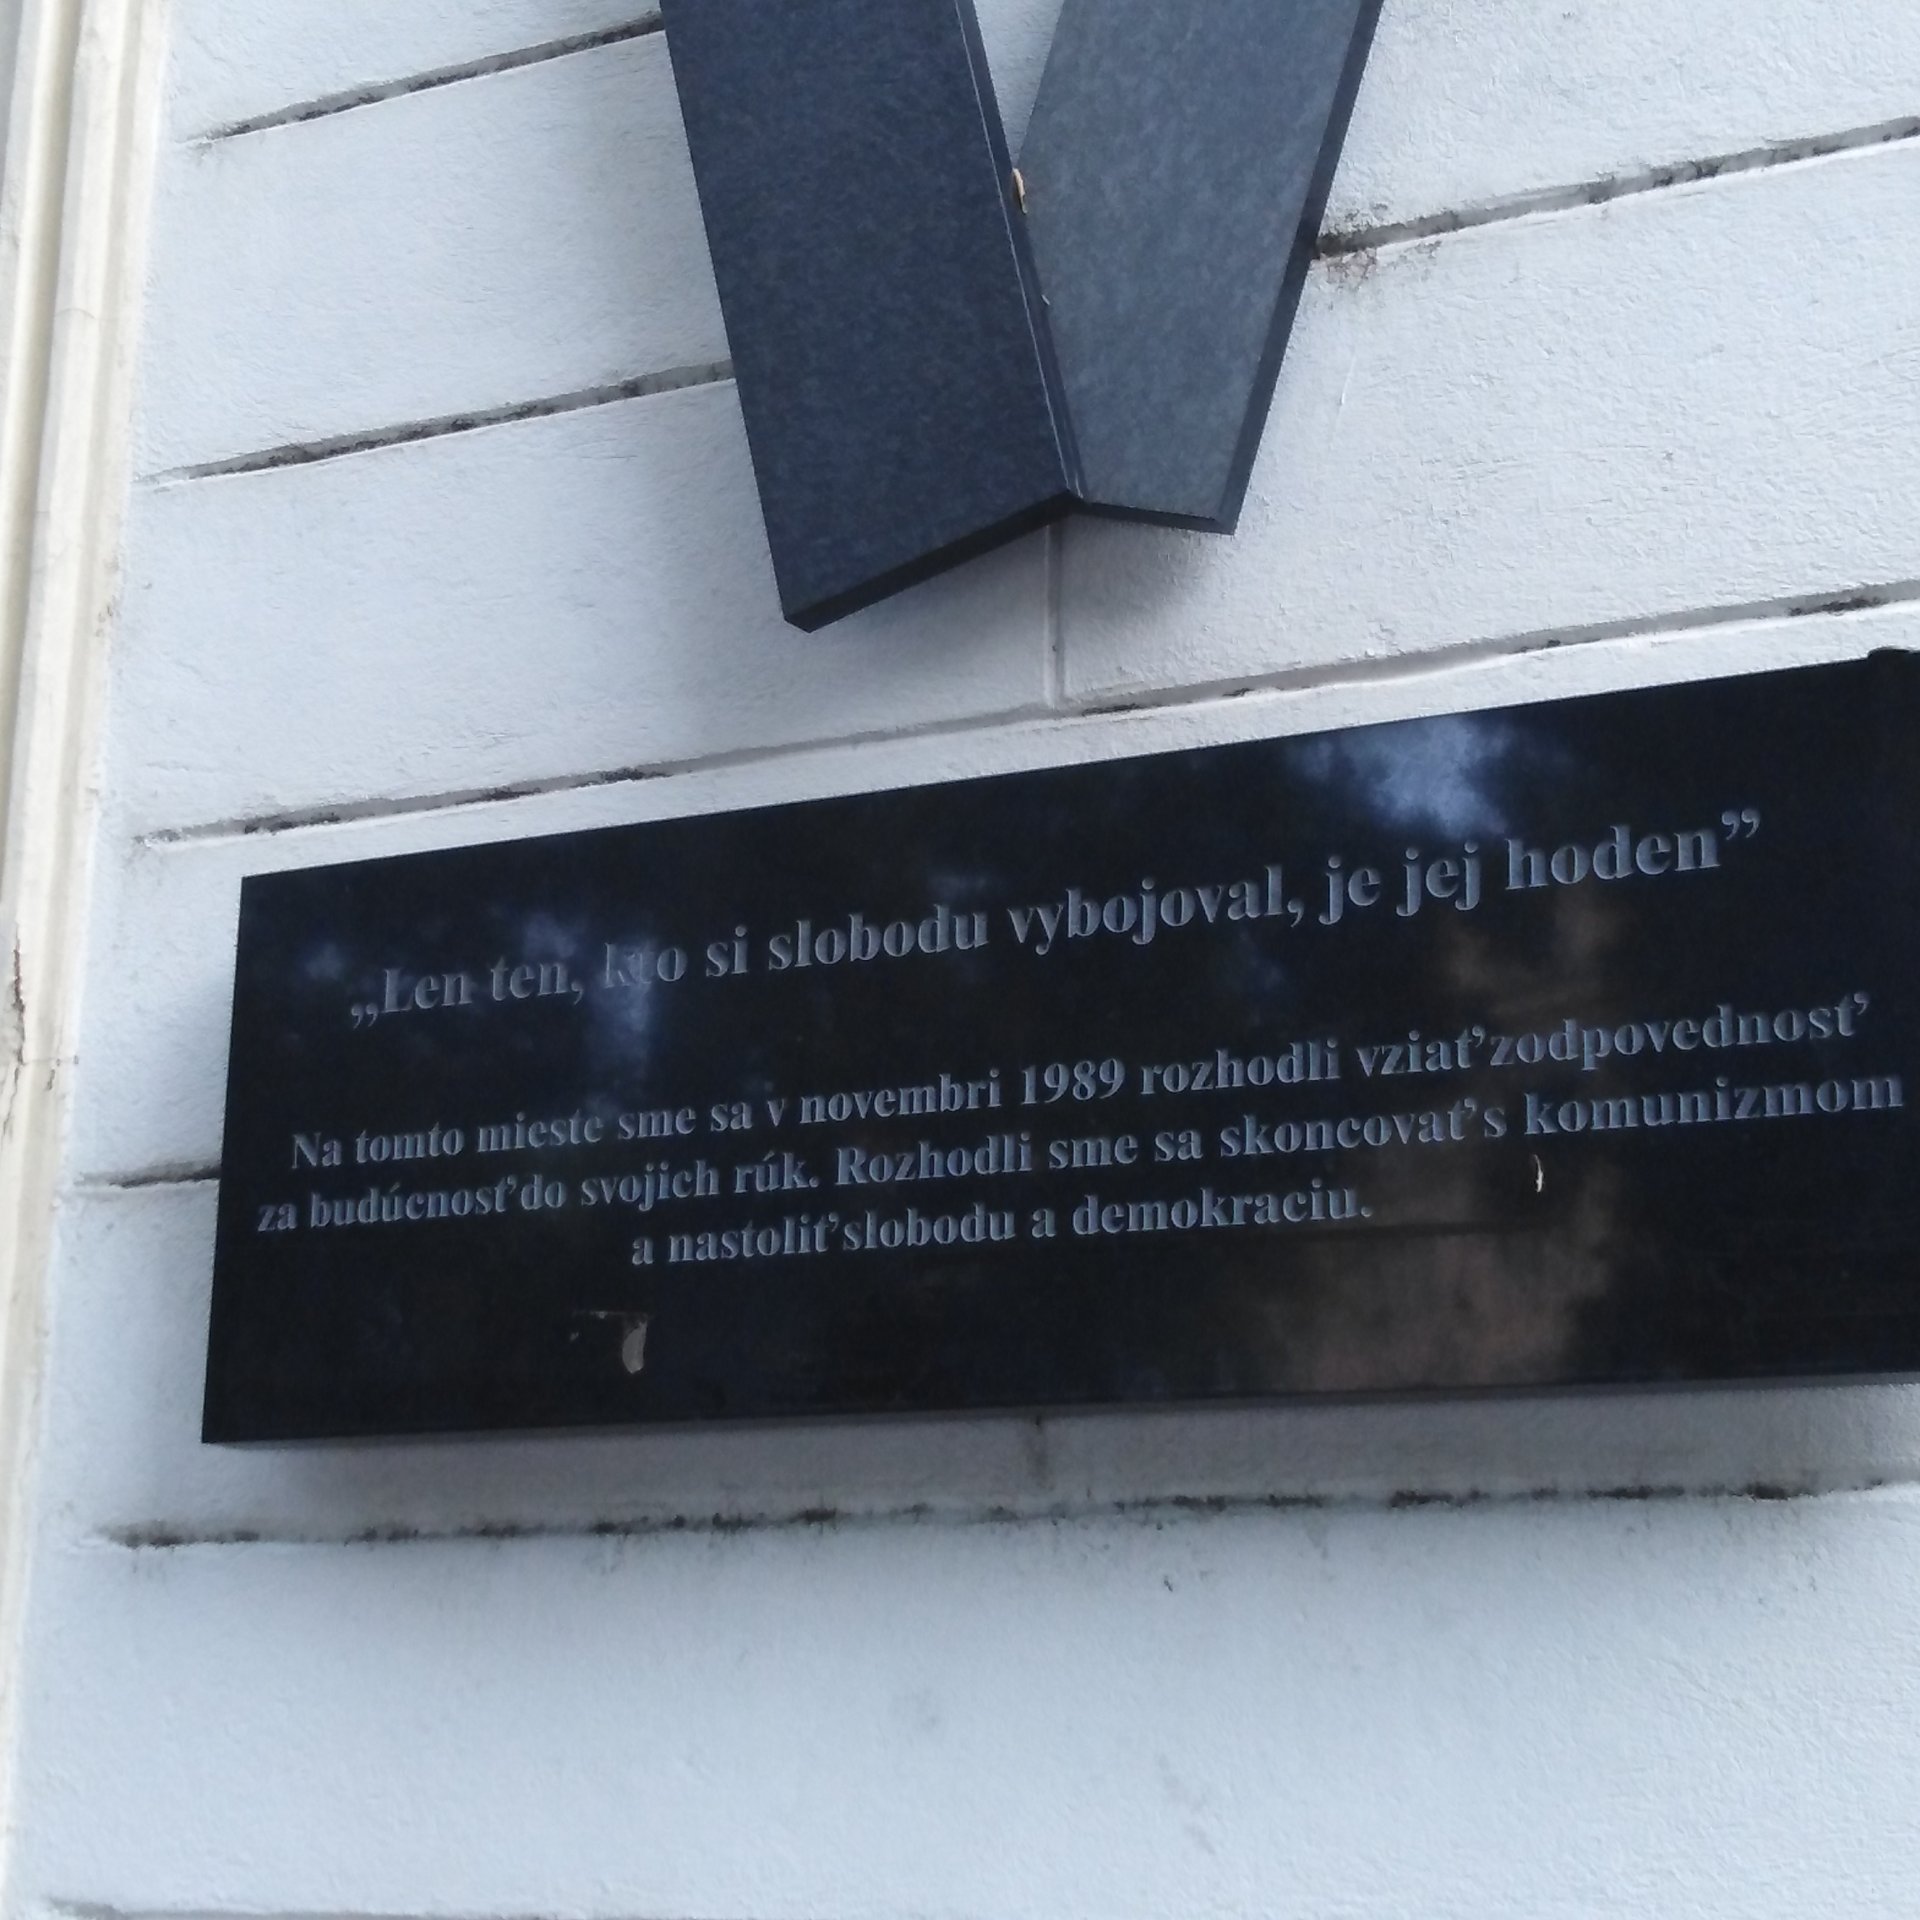 „Len ten, kto si slobodu vybojoval, je jej hoden”
Na tomto mieste sme sa v novembri 1989 rozhodli vziať zodpovednosť
za budúcnosť do svojich rúk. Rozhodli sme sa skoncovať s komunizmom
a nastoliť slobodu a demokraciu.